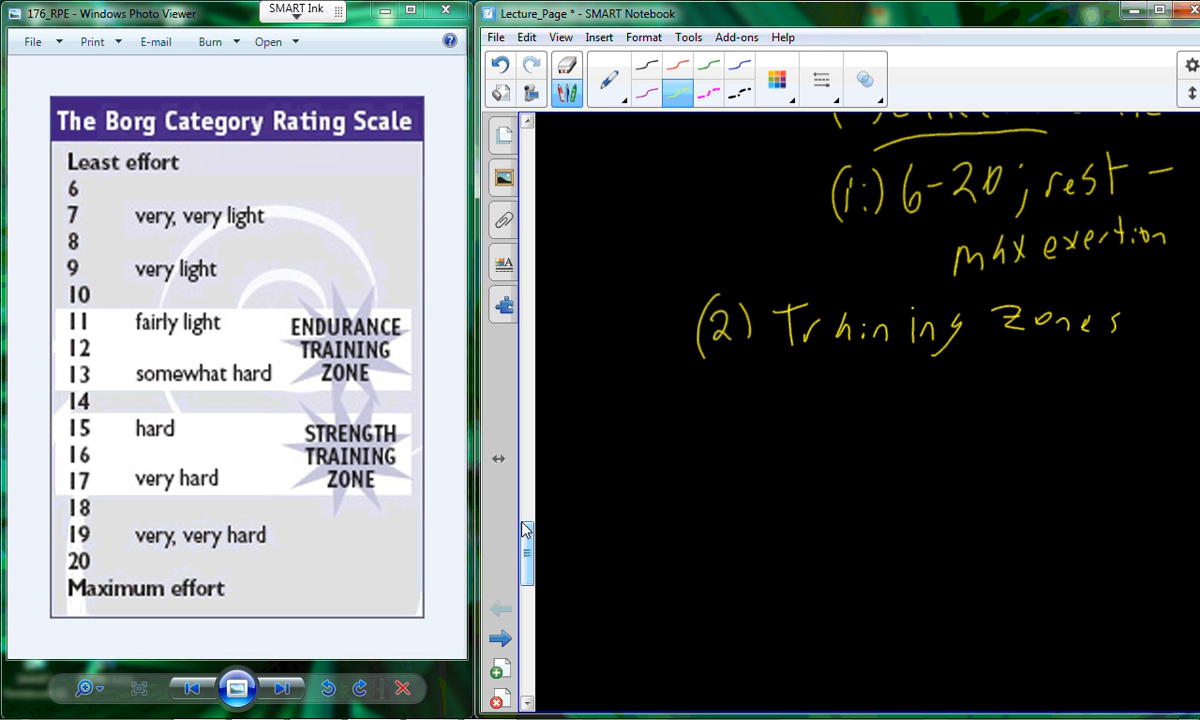 176_RPE - Windows Photo Viewer
SMART Ink
File Print E-mail Burn Open
The Borg Category Rating Scale
Least effort
6
7 very, very light
8
9 very light
10
11 fairly light
12
13 somewhat hard
ENDURANCE
TRAINING
ZONE
14
15 hard
16
17 very hard
STRENGTH
TRAINING
ZONE
18
19 very, very hard
20
Maximum effort
Lecture_Page * - SMART Notebook
File Edit View Insert Format Tools Add-ons Help
(i:) 6-20; rest -
max exertion
(2) Training Zones